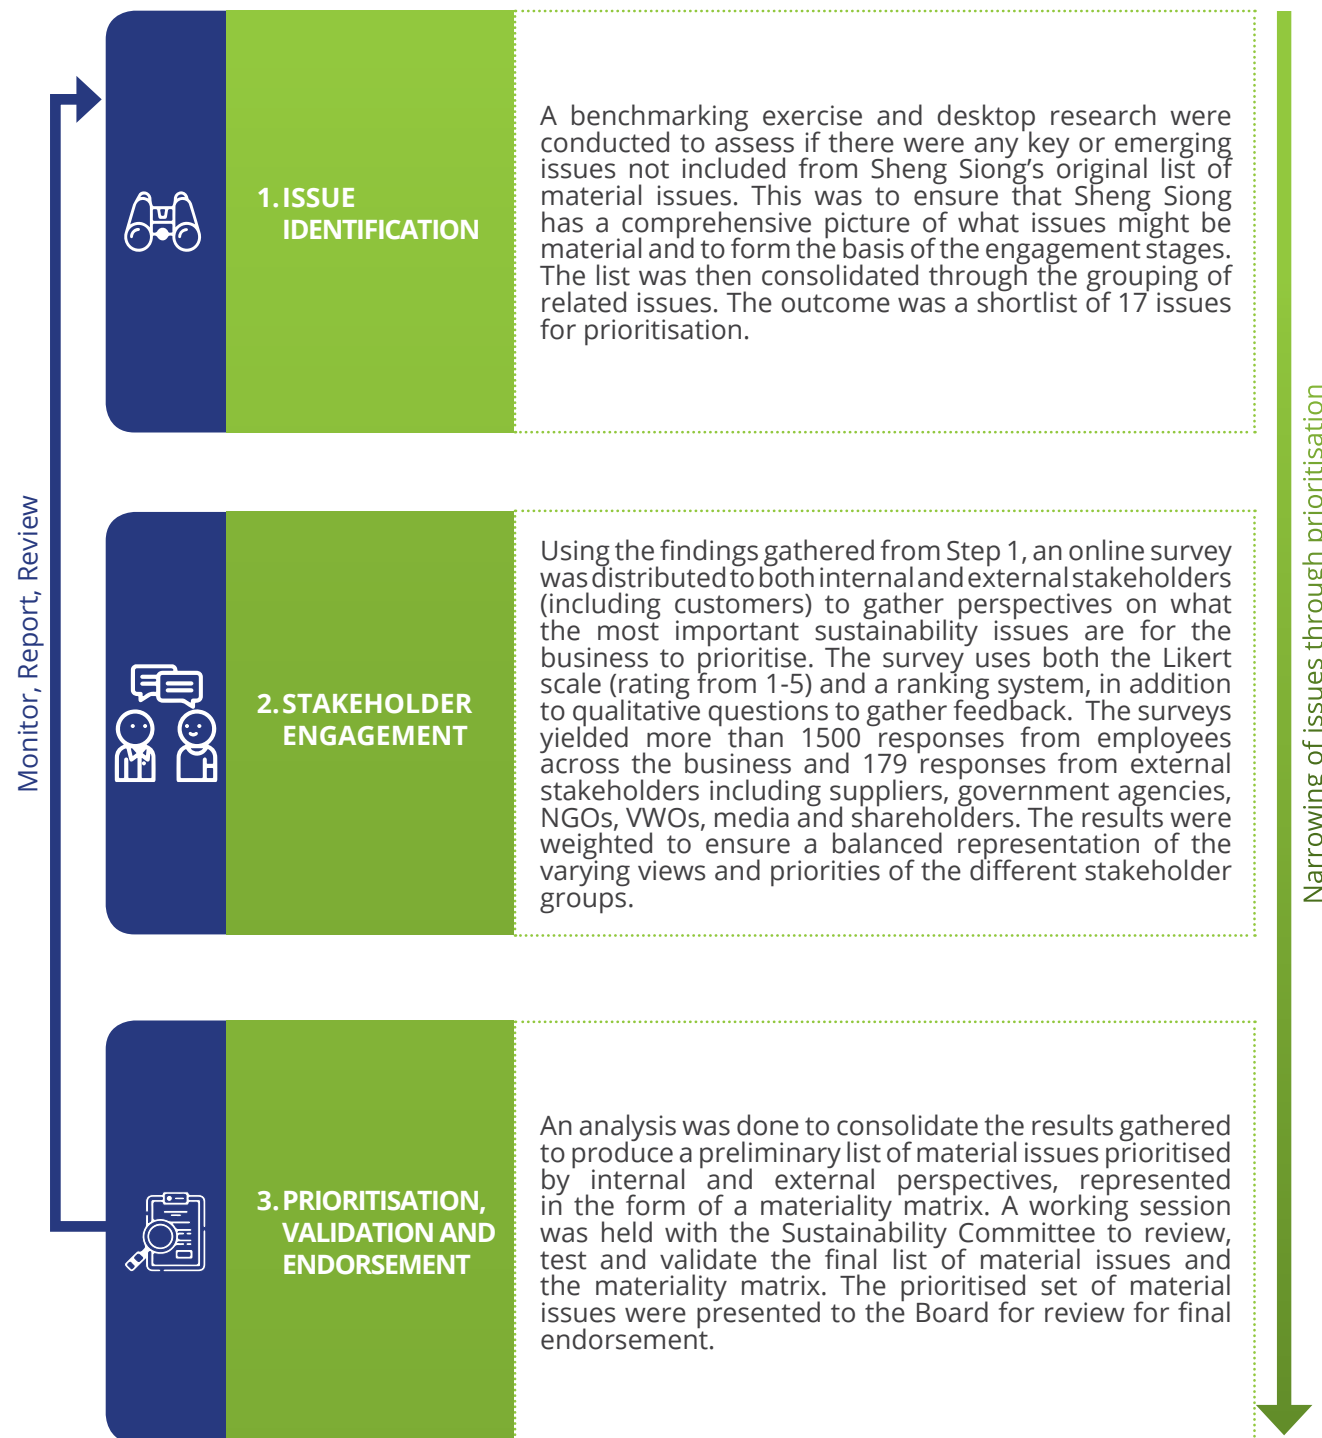 1. ISSUE
IDENTIFICATION
A benchmarking exercise and desktop research were
conducted to assess if there were any key or emerging
issues not included from Sheng Siong’s original list of
material issues. This was to ensure that Sheng Siong
has a comprehensive picture of what issues might be
material and to form the basis of the engagement stages.
The list was then consolidated through the grouping of
related issues. The outcome was a shortlist of 17 issues
for prioritisation.
Monitor, Report, Review
Narrowing of issues through prioritisation
2. STAKEHOLDER
ENGAGEMENT
Using the findings gathered from Step 1, an online survey
was distributed to both internal and external stakeholders
(including customers) to gather perspectives on what
the most important sustainability issues are for the
business to prioritise. The survey uses both the Likert
scale (rating from 1-5) and a ranking system, in addition
to qualitative questions to gather feedback. The surveys
yielded more than 1500 responses from employees
across the business and 179 responses from external
stakeholders including suppliers, government agencies,
NGOs, VWOs, media and shareholders. The results were
weighted to ensure a balanced representation of the
varying views and priorities of the different stakeholder
groups.
3. PRIORITISATION,
VALIDATION AND
ENDORSEMENT
An analysis was done to consolidate the results gathered
to produce a preliminary list of material issues prioritised
by internal and external perspectives, represented
in the form of a materiality matrix. A working session
was held with the Sustainability Committee to review,
test and validate the final list of material issues and
the materiality matrix. The prioritised set of material
issues were presented to the Board for review for final
endorsement.